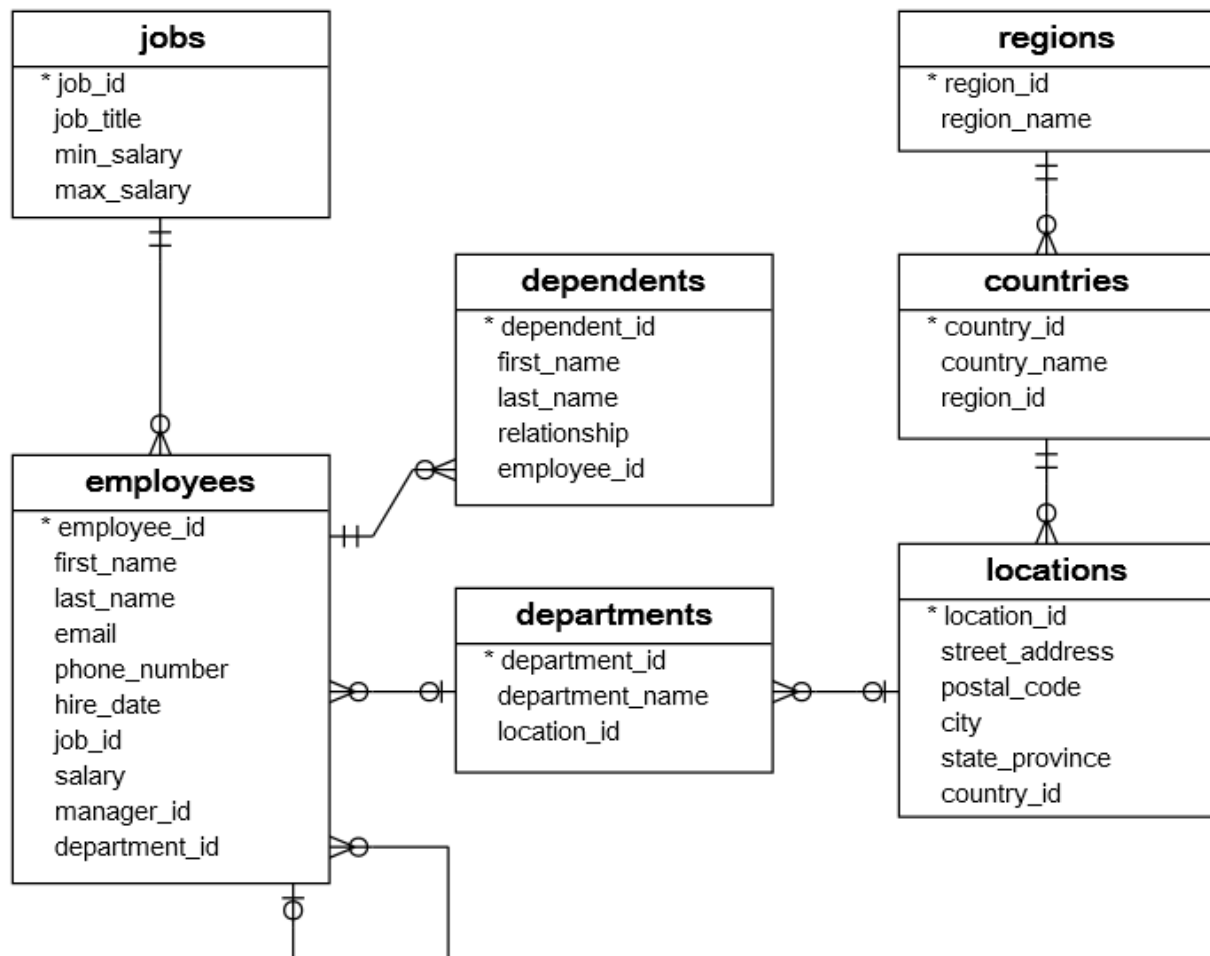 jobs
* job_id
job_title
min_salary
max_salary
regions
* region_id
region_name
dependents
* dependent_id
first_name
last_name
relationship
employee_id
countries
* country_id
country_name
region_id
employees
* employee_id
first_name
last_name
email
phone_number
hire_date
job_id
salary
manager_id
department_id
departments
* department_id
department_name
location_id
locations
* location_id
street_address
postal_code
city
state_province
country_id